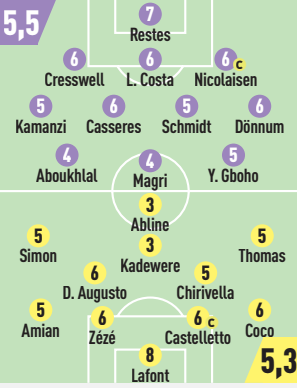 5,5
7
Restes
6 6 6 c
Cresswell L. Costa Nicolaisen
5 6 5 6
Kamanzi Casseres Schmidt Dönnum
4 4 5
Aboukhlal Magri Y. Gboho
3
Abline
5 3 5
Simon Kadewere Thomas
6 5
D. Augusto Chirivella
5 6 6 c 6
Amian Zézé Castelletto Coco
8
Lafont
5,3